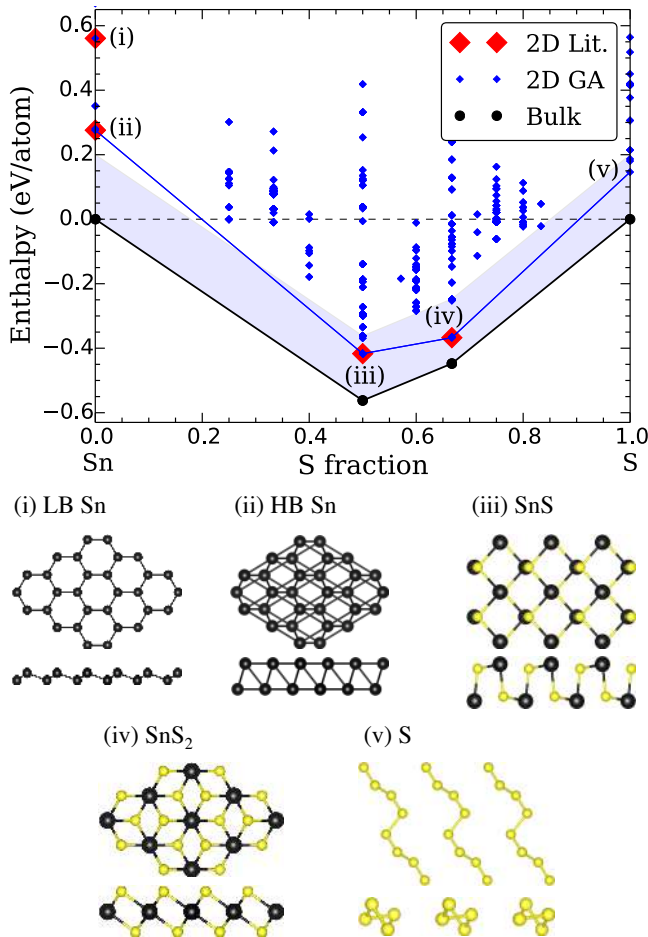 0.6
0.4
0.2
0.0
−0.2
−0.4
−0.6
Enthalpy (eV/atom)
(i)
(ii)
(iii)
(iv)
(v)
2D Lit.
2D GA
Bulk
0.0 0.2 0.4 0.6 0.8 1.0
Sn S fraction S
(i) LB Sn (ii) HB Sn (iii) SnS
(iv) SnS₂ (v) S